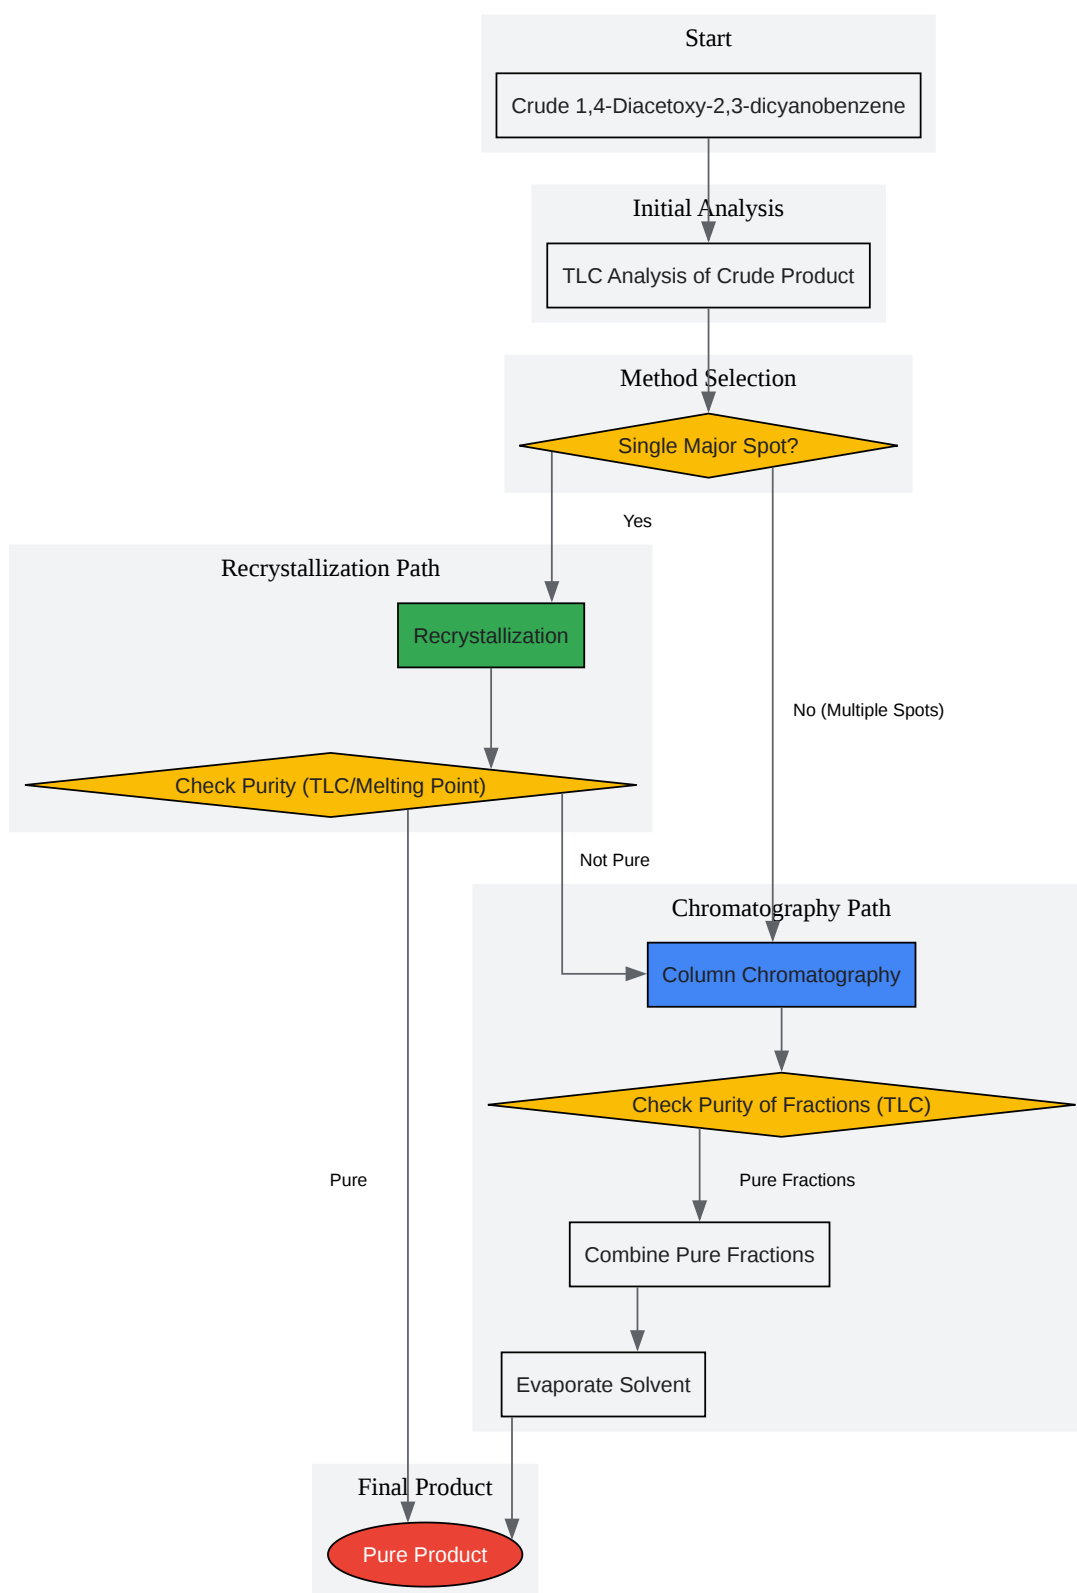 Start
Crude 1,4-Diacetoxy-2,3-dicyanobenzene
Initial Analysis
TLC Analysis of Crude Product
Method Selection
Single Major Spot?
Yes
Recrystallization Path
Recrystallization
No (Multiple Spots)
Check Purity (TLC/Melting Point)
Not Pure
Chromatography Path
Column Chromatography
Check Purity of Fractions (TLC)
Pure
Pure Fractions
Combine Pure Fractions
Evaporate Solvent
Final Product
Pure Product